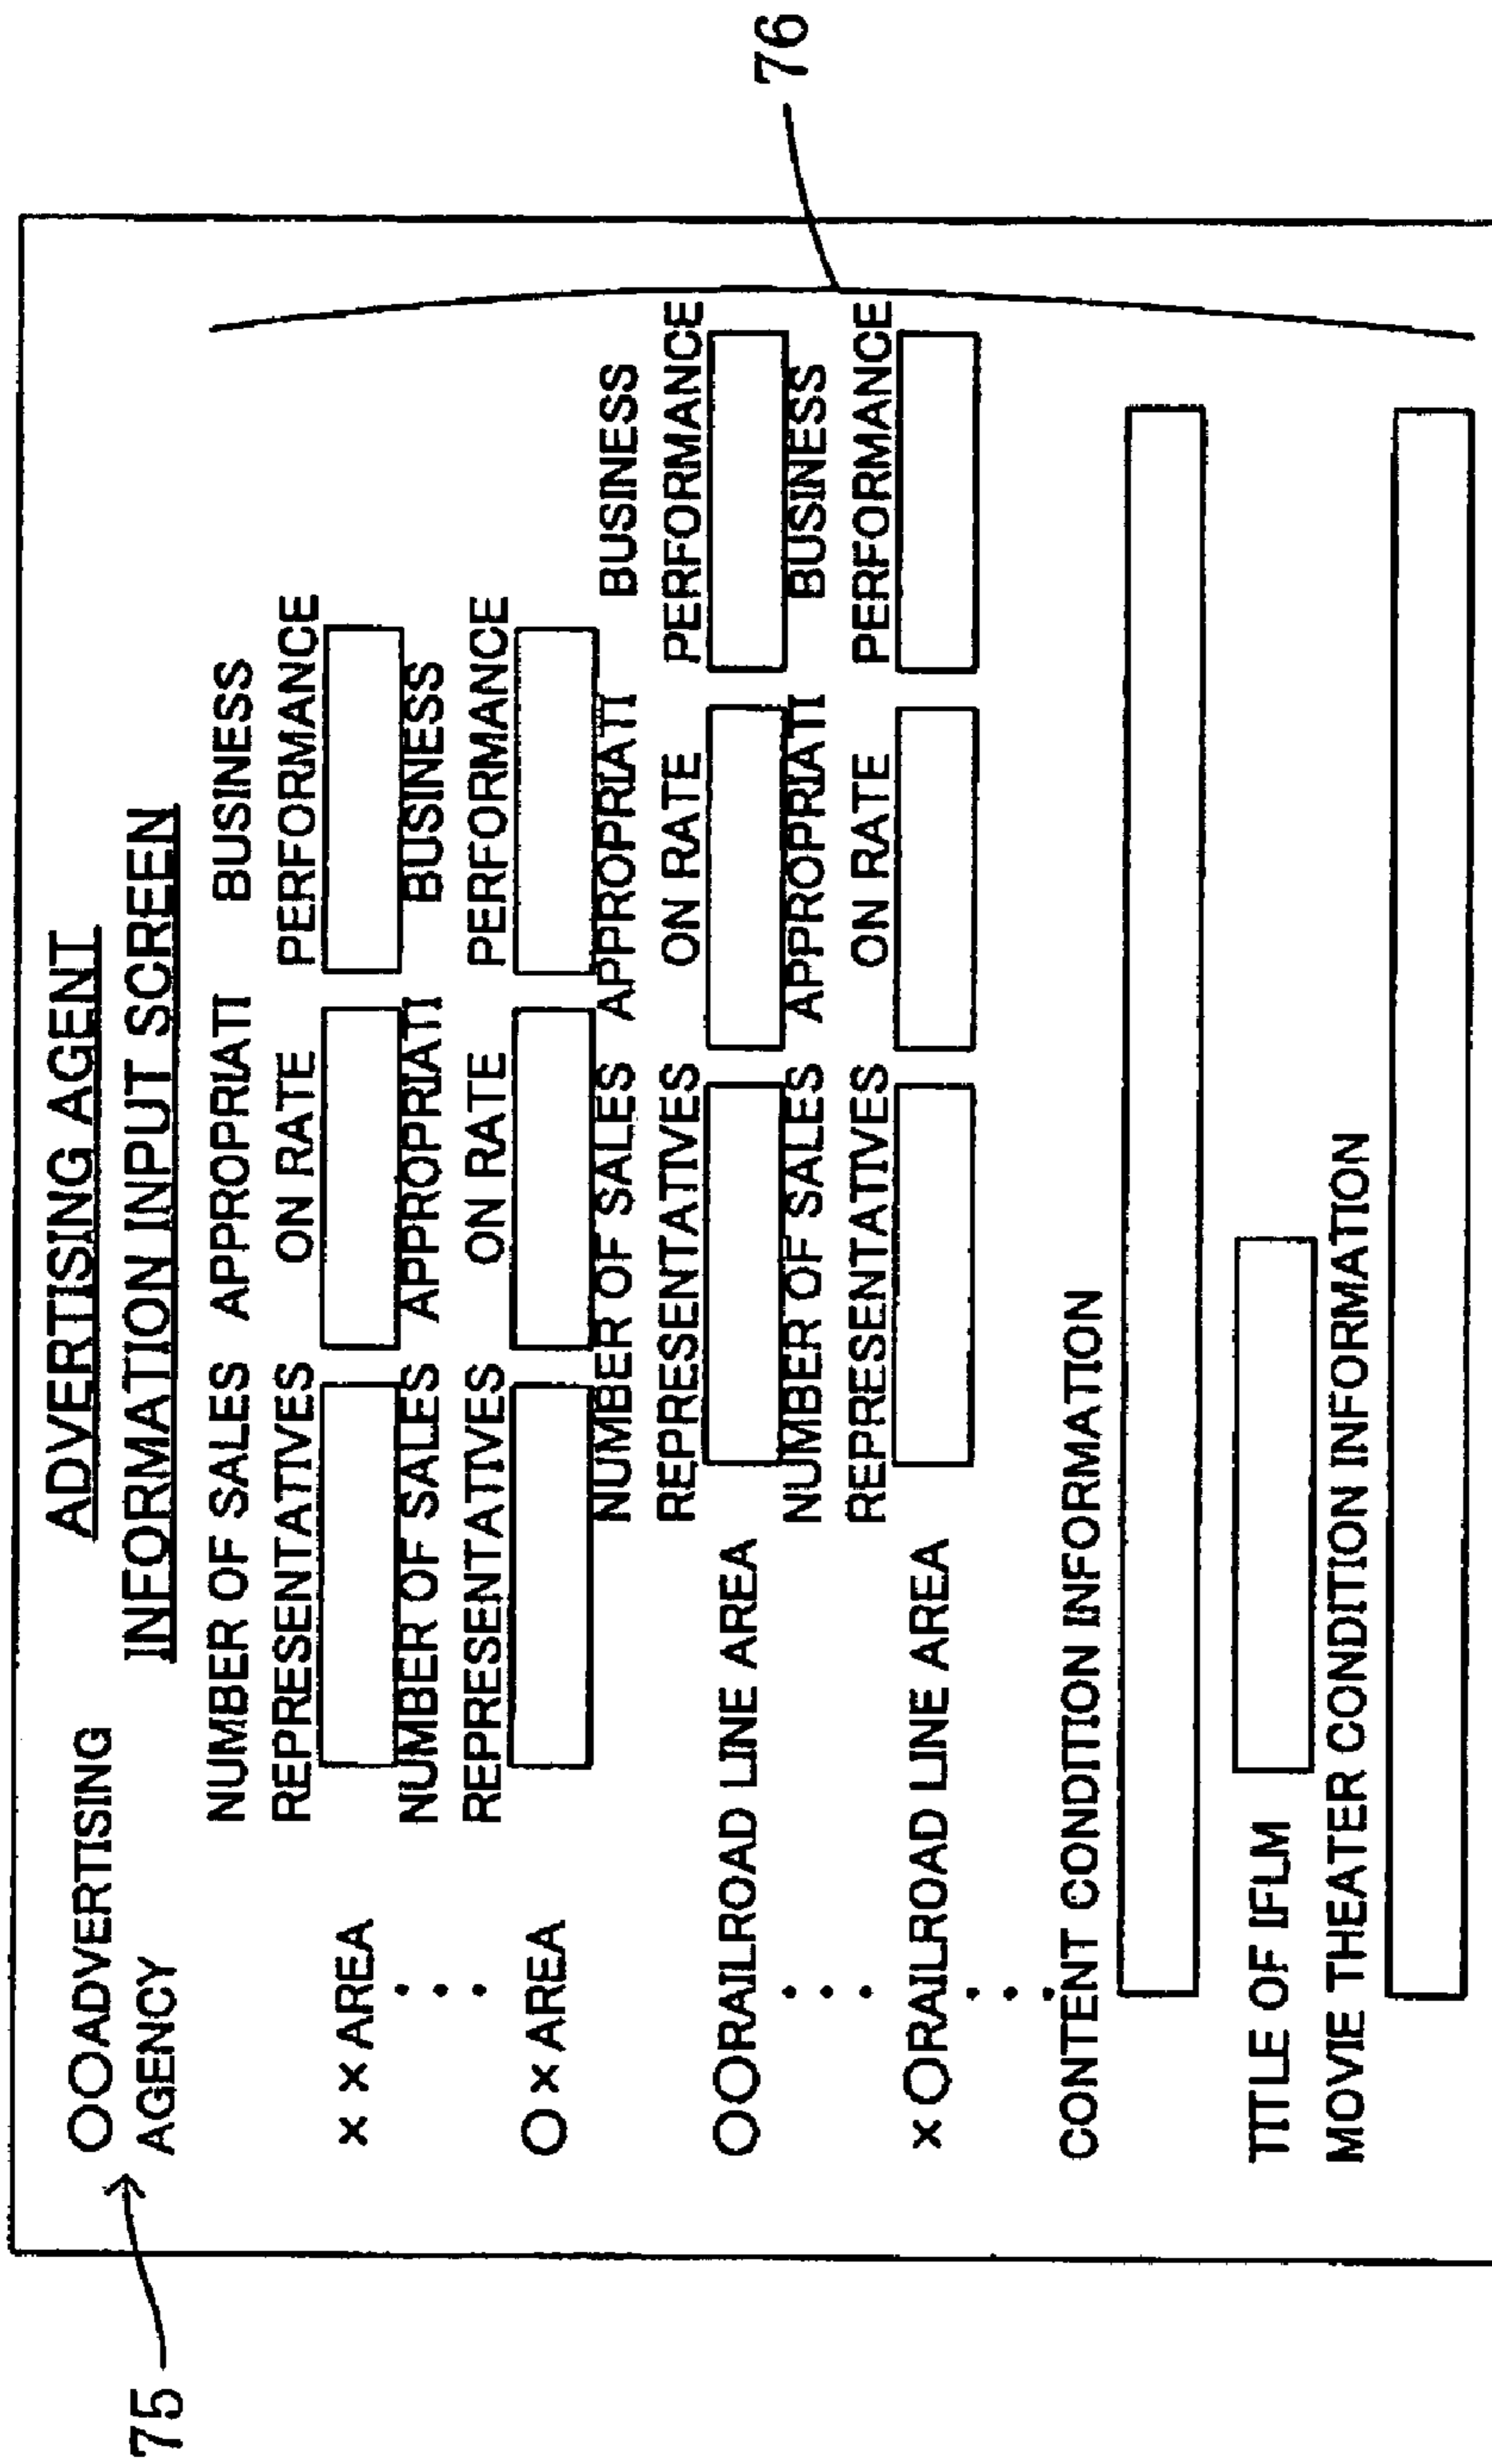 ADVERTISING AGENT
○○ADVERTISING
AGENCY
INFORMATION INPUT SCREEN
NUMBER OF SALES APPROPRIATI BUSINESS
REPRESENTATIVES ON RATE PERFORMANCE
× × AREA
NUMBER OF SALES APPROPRIATI BUSINESS
REPRESENTATIVES ON RATE PERFORMANCE
○ × AREA
NUMBER OF SALES APPROPRIATI BUSINESS
REPRESENTATIVES ON RATE PERFORMANCE
○○RAILROAD LINE AREA
NUMBER OF SALES APPROPRIATI BUSINESS
REPRESENTATIVES ON RATE PERFORMANCE
× ○RAILROAD LINE AREA
CONTENT CONDITION INFORMATION
TITLE OF IFLM
MOVIE THEATER CONDITION INFORMATION
75
76